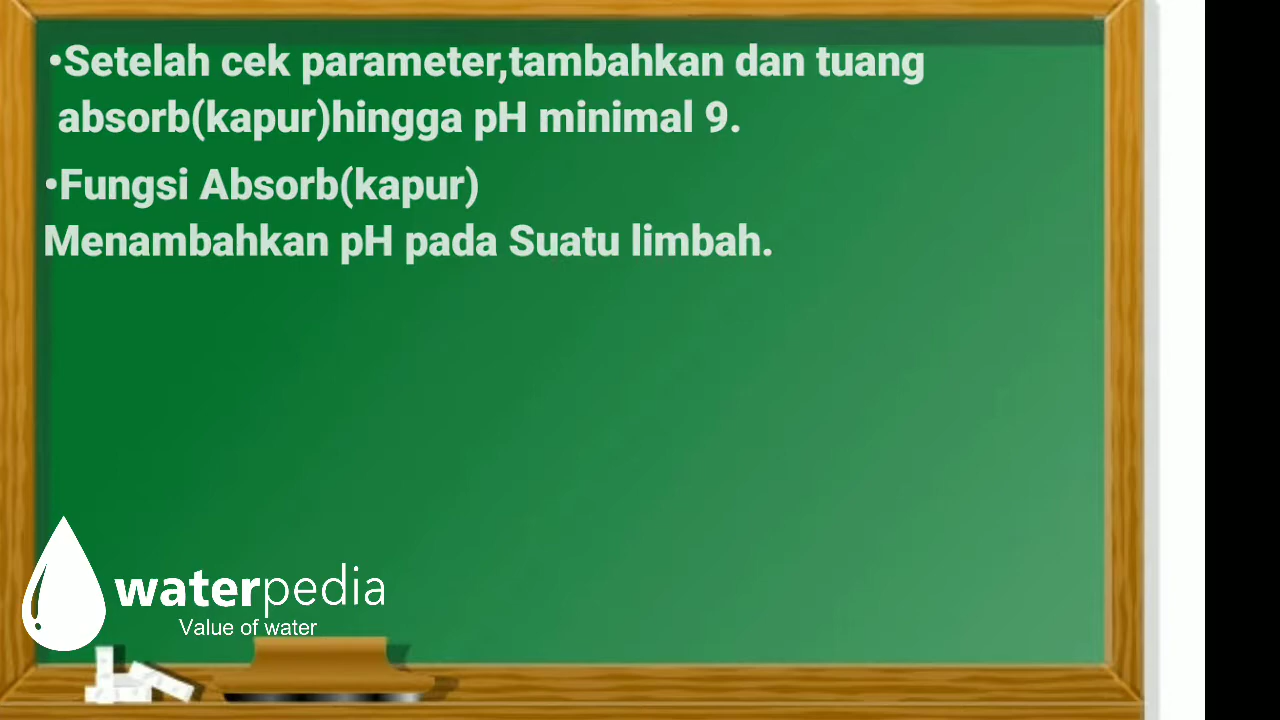 •Setelah cek parameter,tambahkan dan tuang
absorb(kapur)hingga pH minimal 9.
•Fungsi Absorb(kapur)
Menambahkan pH pada Suatu limbah.
waterpedia
Value of water